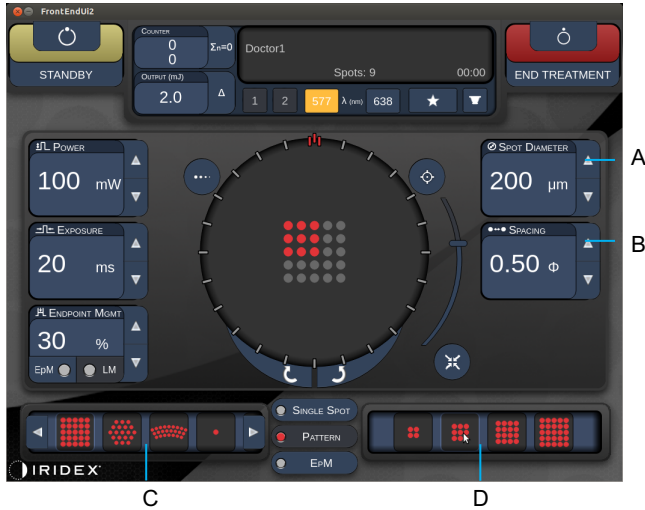 FrontEndUi2
STANDBY
COUNTER
0
0
Σn=0
OUTPUT (mJ)
2.0
Δ
Doctor1
Spots: 9
00:00
1 2 577 λ (nm) 638
END TREATMENT
POWER
100 mW
EXPOSURE
20 ms
ENDPOINT MGMT
30 %
EpM LM
SPOT DIAMETER
200 µm
A
SPACING
0.50 Φ
B
SINGLE SPOT
PATTERN
EPM
IRIDEX
C
D